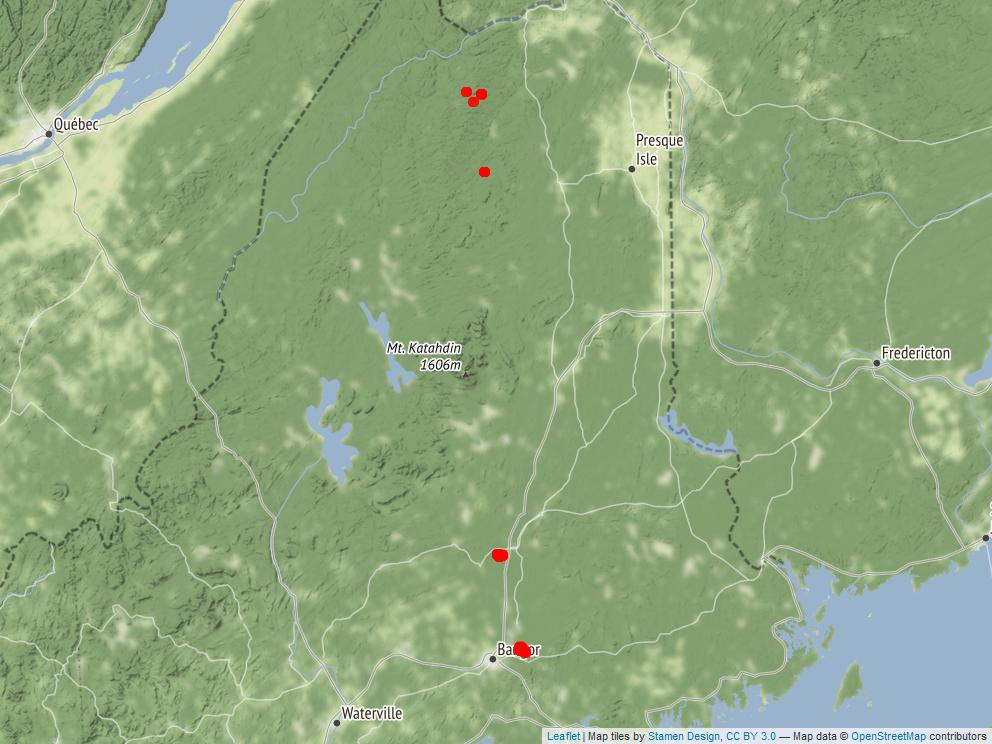 Québec
Presque
Isle
Mt. Katahdin
1606m
Fredericton
Bangor
Waterville
Leaflet | Map tiles by Stamen Design, CC BY 3.0 — Map data © OpenStreetMap contributors